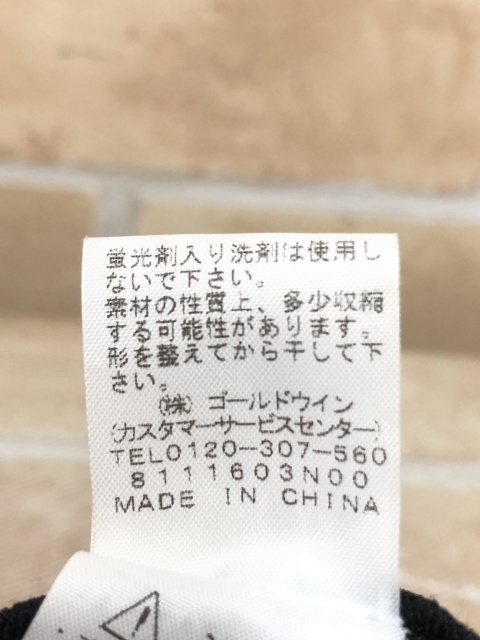 蛍光剤入り洗剤は使用し
ないで下さい。
素材の性質上、多少収縮
する可能性があります。
形を整えてから干して下
さい。
(株) ゴールドウイン
(カスタマーサービスセンター)
TEL0120-307-560
8111603N00
MADE IN CHINA